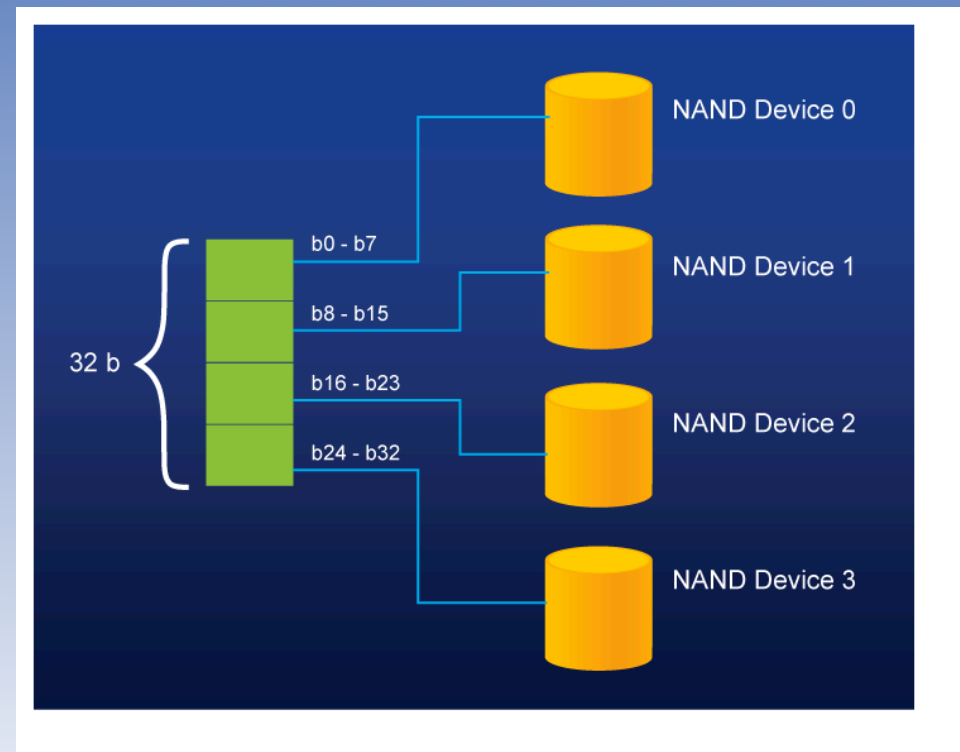 NAND Device 0
b0 - b7
NAND Device 1
b8 - b15
32 b
b16 - b23
NAND Device 2
b24 - b32
NAND Device 3